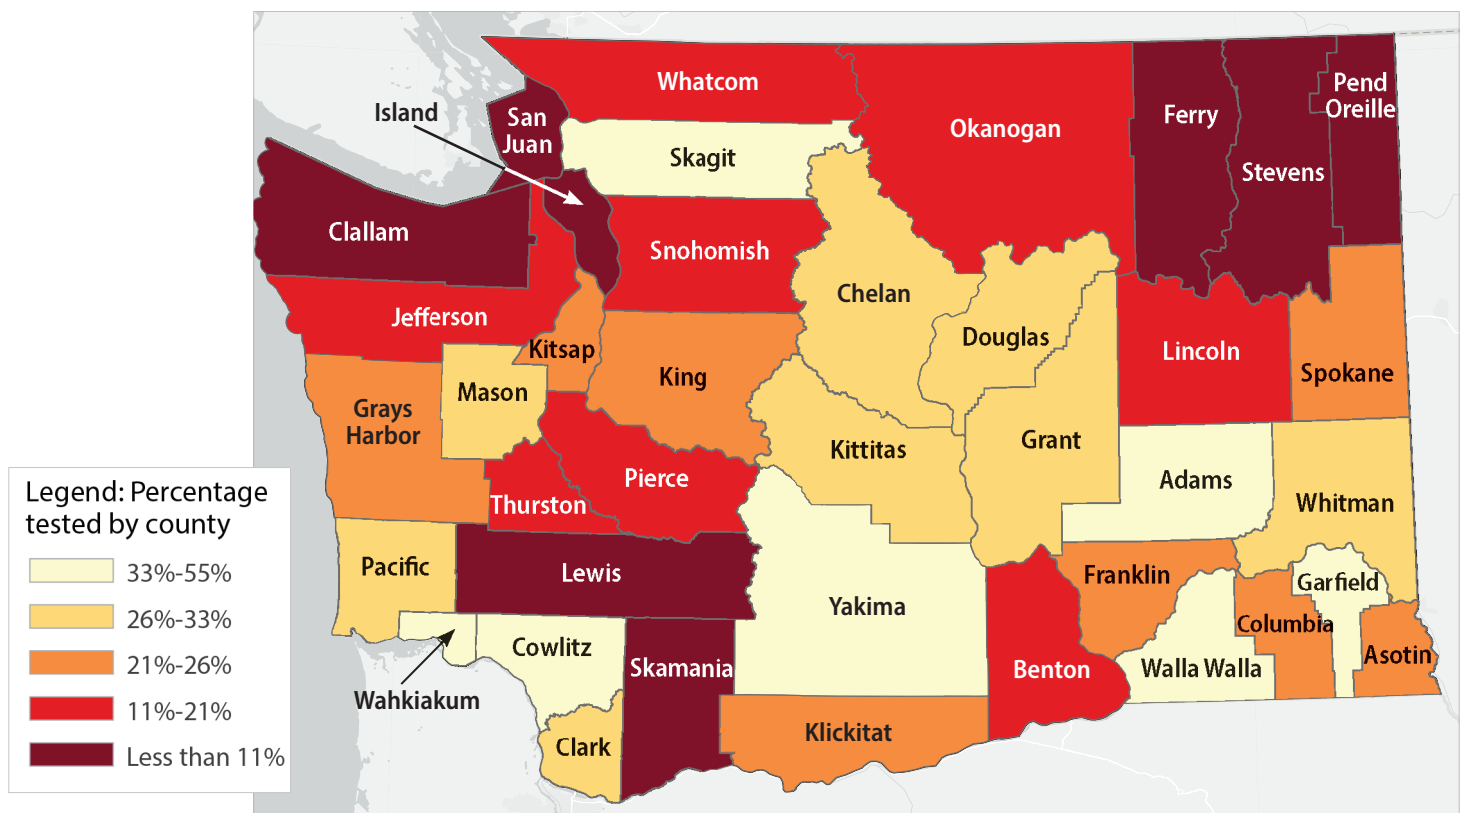 Whatcom
Pend
Oreille
Island
San
Juan
Ferry
Okanogan
Skagit
Stevens
Clallam
Snohomish
Chelan
Jefferson
Douglas
Kitsap
Lincoln
King
Spokane
Mason
Grays
Harbor
Kittitas
Grant
Pierce
Adams
Thurston
Whitman
Legend: Percentage
tested by county
33%-55%
26%-33%
21%-26%
11%-21%
Less than 11%
Pacific
Lewis
Franklin
Garfield
Yakima
Columbia
Cowlitz
Skamania
Benton
Walla Walla
Asotin
Wahkiakum
Clark
Klickitat